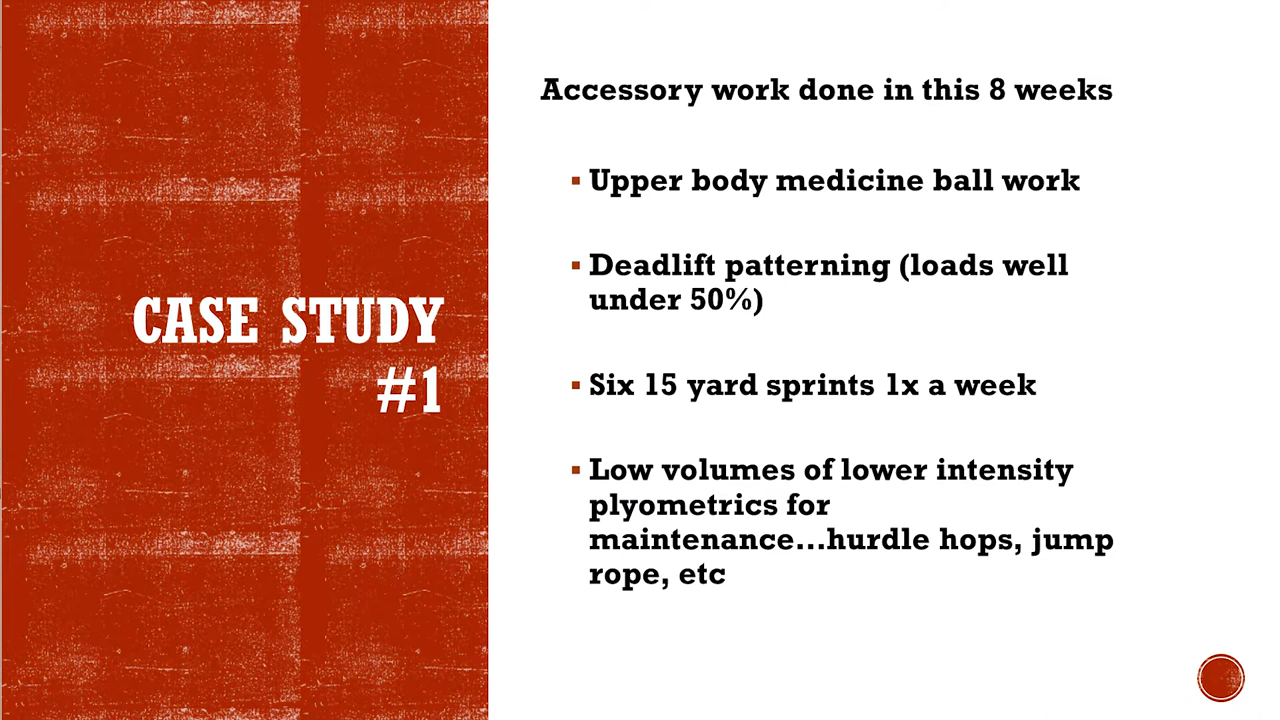 CASE STUDY
#1
Accessory work done in this 8 weeks
▪ Upper body medicine ball work
▪ Deadlift patterning (loads well
under 50%)
▪ Six 15 yard sprints 1x a week
▪ Low volumes of lower intensity
plyometrics for
maintenance...hurdle hops, jump
rope, etc